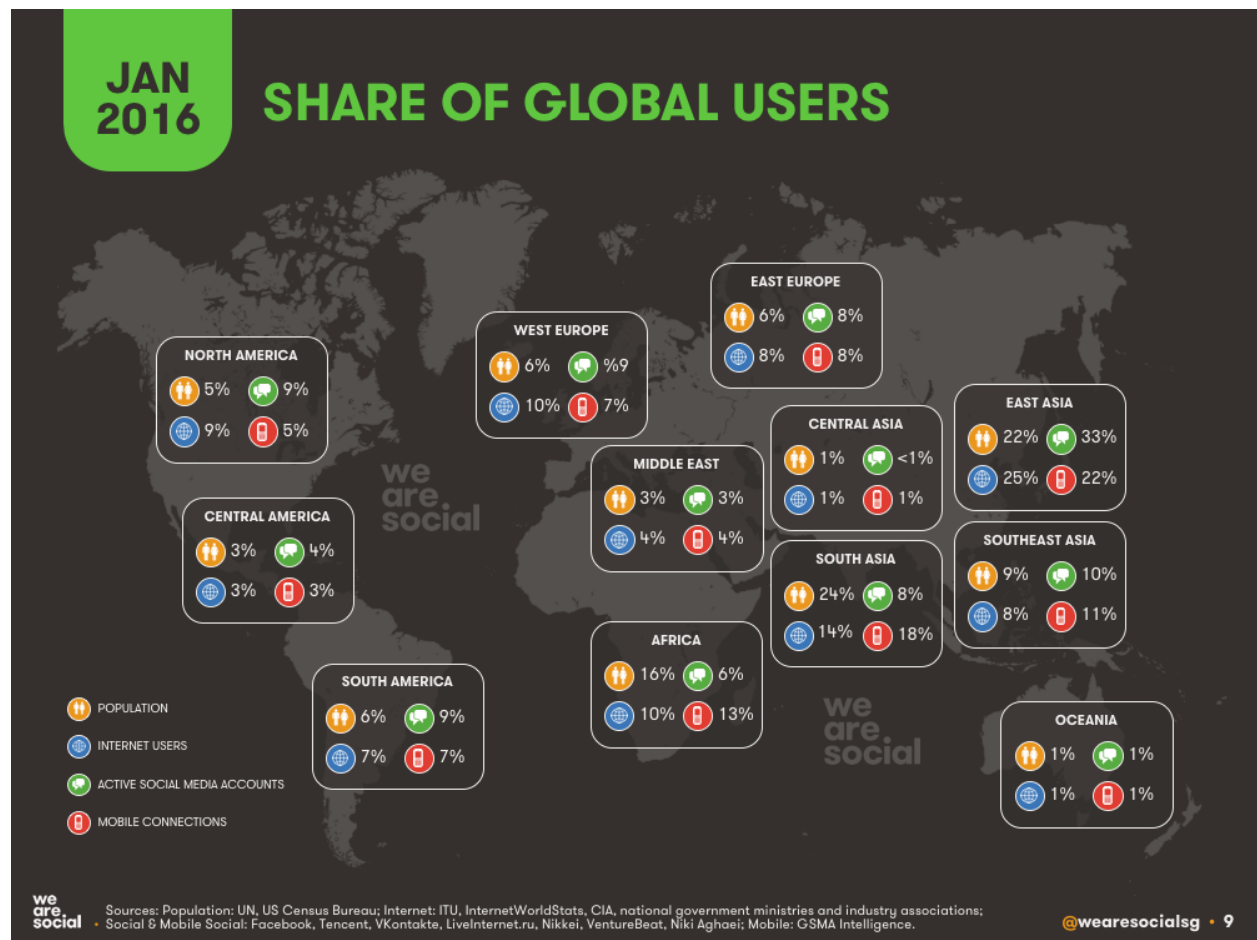 JAN
2016
SHARE OF GLOBAL USERS
EAST EUROPE
6% 8%
8% 8%
WEST EUROPE
6% %9
10% 7%
NORTH AMERICA
5% 9%
9% 5%
EAST ASIA
22% 33%
25% 22%
CENTRAL ASIA
1% <1%
1% 1%
MIDDLE EAST
3% 3%
4% 4%
we
are
social
CENTRAL AMERICA
3% 4%
3% 3%
SOUTHEAST ASIA
9% 10%
8% 11%
SOUTH ASIA
24% 8%
14% 18%
AFRICA
16% 6%
10% 13%
SOUTH AMERICA
6% 9%
7% 7%
we
are
social
OCEANIA
1% 1%
1% 1%
POPULATION
INTERNET USERS
ACTIVE SOCIAL MEDIA ACCOUNTS
MOBILE CONNECTIONS
we
are
social
• Sources: Population: UN, US Census Bureau; Internet: ITU, InternetWorldStats, CIA, national government ministries and industry associations;
Social & Mobile Social: Facebook, Tencent, VKontakte, LiveInternet.ru, Nikkei, VentureBeat, Niki Aghaei; Mobile: GSMA Intelligence.
@wearesocialsg • 9